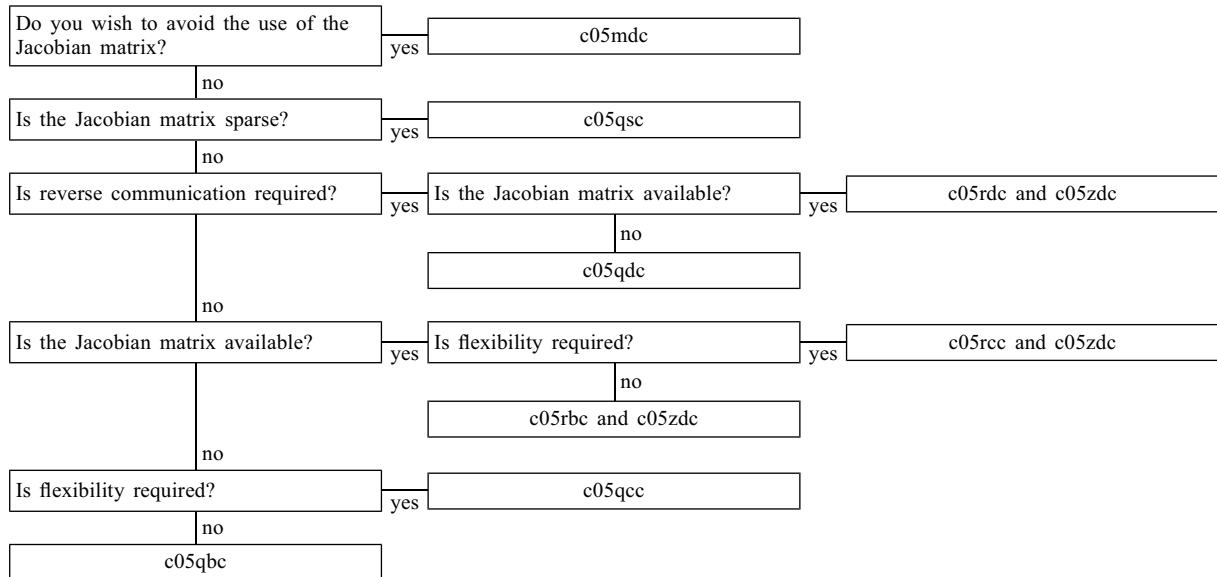 Do you wish to avoid the use of the
Jacobian matrix?
yes
c05mdc
no
Is the Jacobian matrix sparse?
yes
c05qsc
no
Is reverse communication required?
yes
Is the Jacobian matrix available?
yes
c05rdc and c05zdc
no
c05qdc
no
Is the Jacobian matrix available?
yes
Is flexibility required?
yes
c05rcc and c05zdc
no
c05rbc and c05zdc
no
Is flexibility required?
yes
c05qcc
no
c05qbc